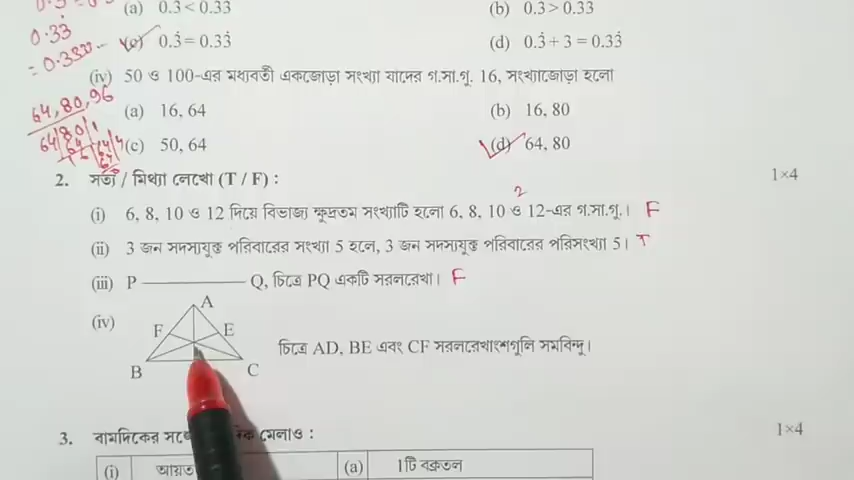 (a) 0.3 < 0.33 (b) 0.3 > 0.33
0.33̇
= 0.3333---
(c) 0.3̇ = 0.33̇ (d) 0.3̇ + 3 = 0.33̇
(iv) 50 ও 100-এর মধ্যবর্তী একজোড়া সংখ্যা যাদের গ.সা.গু. 16, সংখ্যাজোড়া হলো
64, 80, 96
(a) 16, 64 (b) 16, 80
(c) 50, 64 (d) 64, 80
2. সত্য / মিথ্যা লেখো (T / F) : 1×4
2
(i) 6, 8, 10 ও 12 দিয়ে বিভাজ্য ক্ষুদ্রতম সংখ্যাটি হলো 6, 8, 10 ও 12-এর গ.সা.গু. । F
(ii) 3 জন সদস্যযুক্ত পরিবারের সংখ্যা 5 হলে, 3 জন সদস্যযুক্ত পরিবারের পরিসংখ্যা 5। T
(iii) P ———— Q, চিত্রে PQ একটি সরলরেখা। F
(iv) A
F E
চিত্রে AD, BE এবং CF সরলরেখাংশগুলি সমবিন্দু।
B C
3. বামদিকের মেলাও : 1×4
(i) (a) 1টি বক্রতল